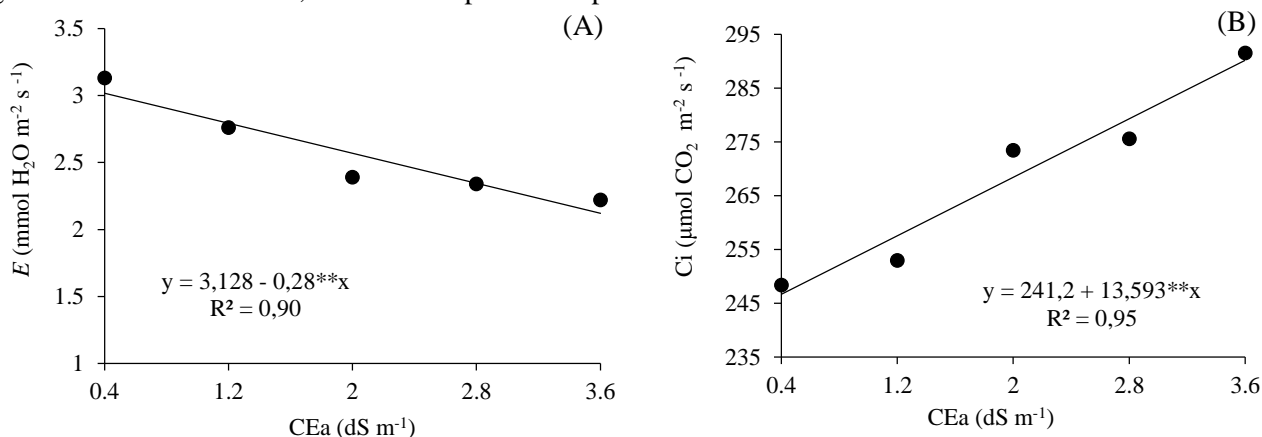 (A)
3.5
3
2.5
2
1.5
1
E (mmol H₂O m⁻² s ⁻¹)
y = 3,128 - 0,28**x
R² = 0,90
0.4 1.2 2 2.8 3.6
CEa (dS m⁻¹)
(B)
295
285
275
265
255
245
235
Ci (µmol CO₂ m⁻² s⁻¹)
y = 241,2 + 13,593**x
R² = 0,95
0.4 1.2 2 2.8 3.6
CEa (dS m⁻¹)